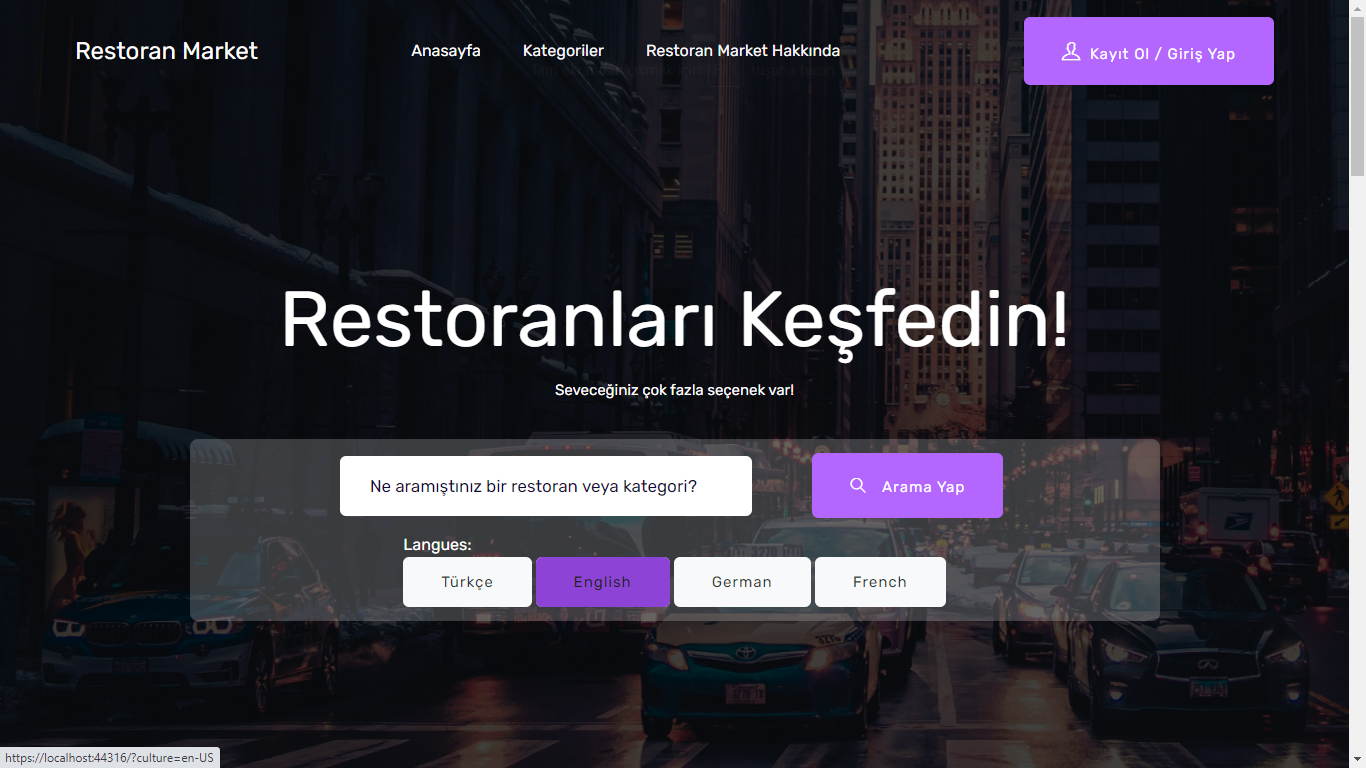 Restoran Market
Anasayfa
Kategoriler
Restoran Market Hakkında
Kayıt Ol / Giriş Yap
Restoranları Keşfedin!
Seveceğiniz çok fazla seçenek var!
Ne aramıştınız bir restoran veya kategori?
Arama Yap
Langues:
Türkçe
English
German
French
https://localhost:44316/?culture=en-US